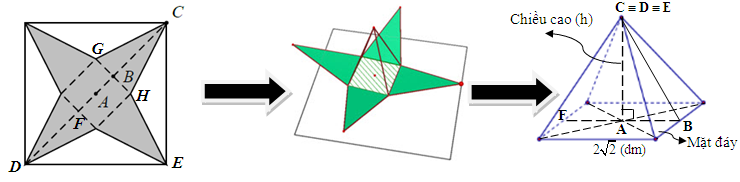 C
G
B
A
H
F
D
E
Chiều cao (h)
C ≡ D ≡ E
F
A
B
Mặt đáy
2√2 (dm)